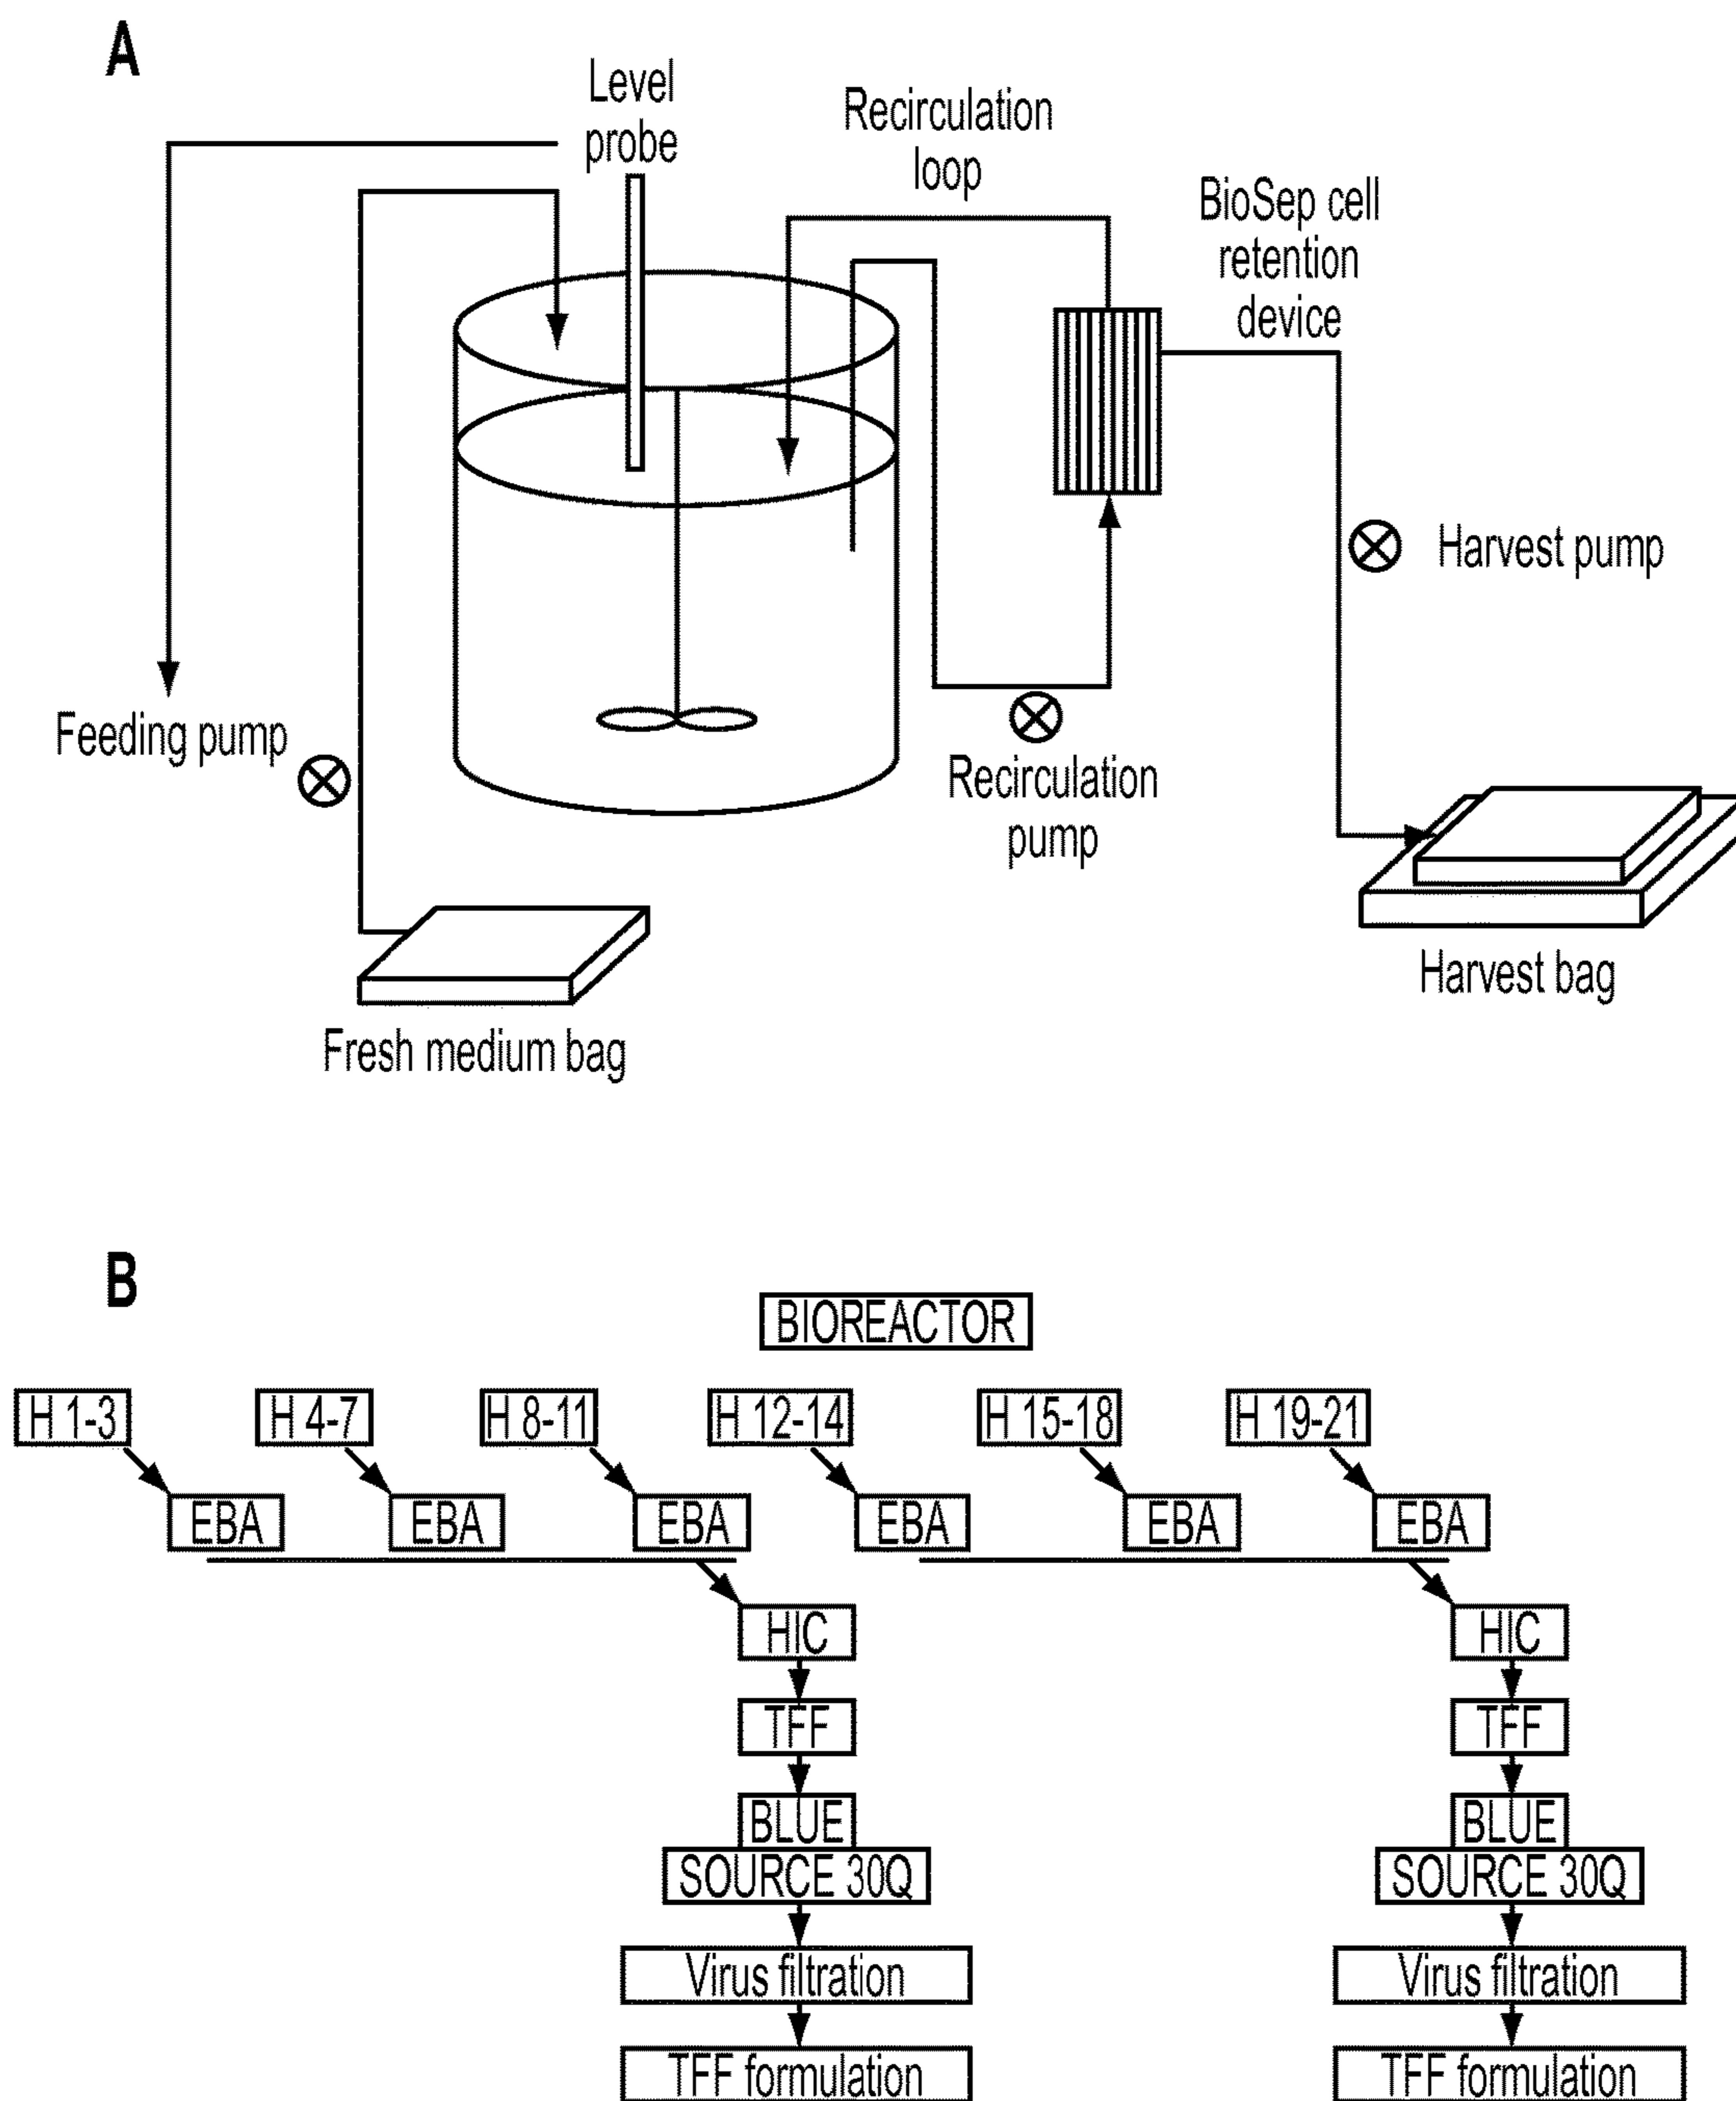 A
Level
probe
Recirculation
loop
BioSep cell
retention
device
Harvest pump
Feeding pump
Recirculation
pump
Harvest bag
Fresh medium bag
B
BIOREACTOR
H 1-3 H 4-7 H 8-11 H 12-14 H 15-18 H 19-21
EBA EBA EBA EBA EBA EBA
HIC HIC
TFF TFF
BLUE BLUE
SOURCE 30Q SOURCE 30Q
Virus filtration Virus filtration
TFF formulation TFF formulation